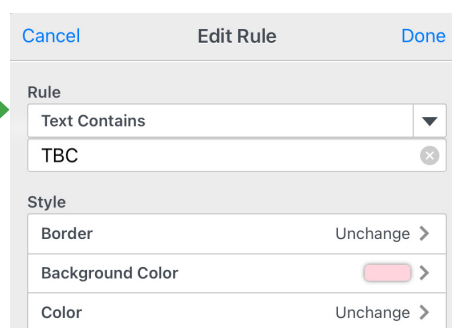 Cancel Edit Rule Done
Rule
Text Contains
TBC
Style
Border Unchange
Background Color
Color Unchange